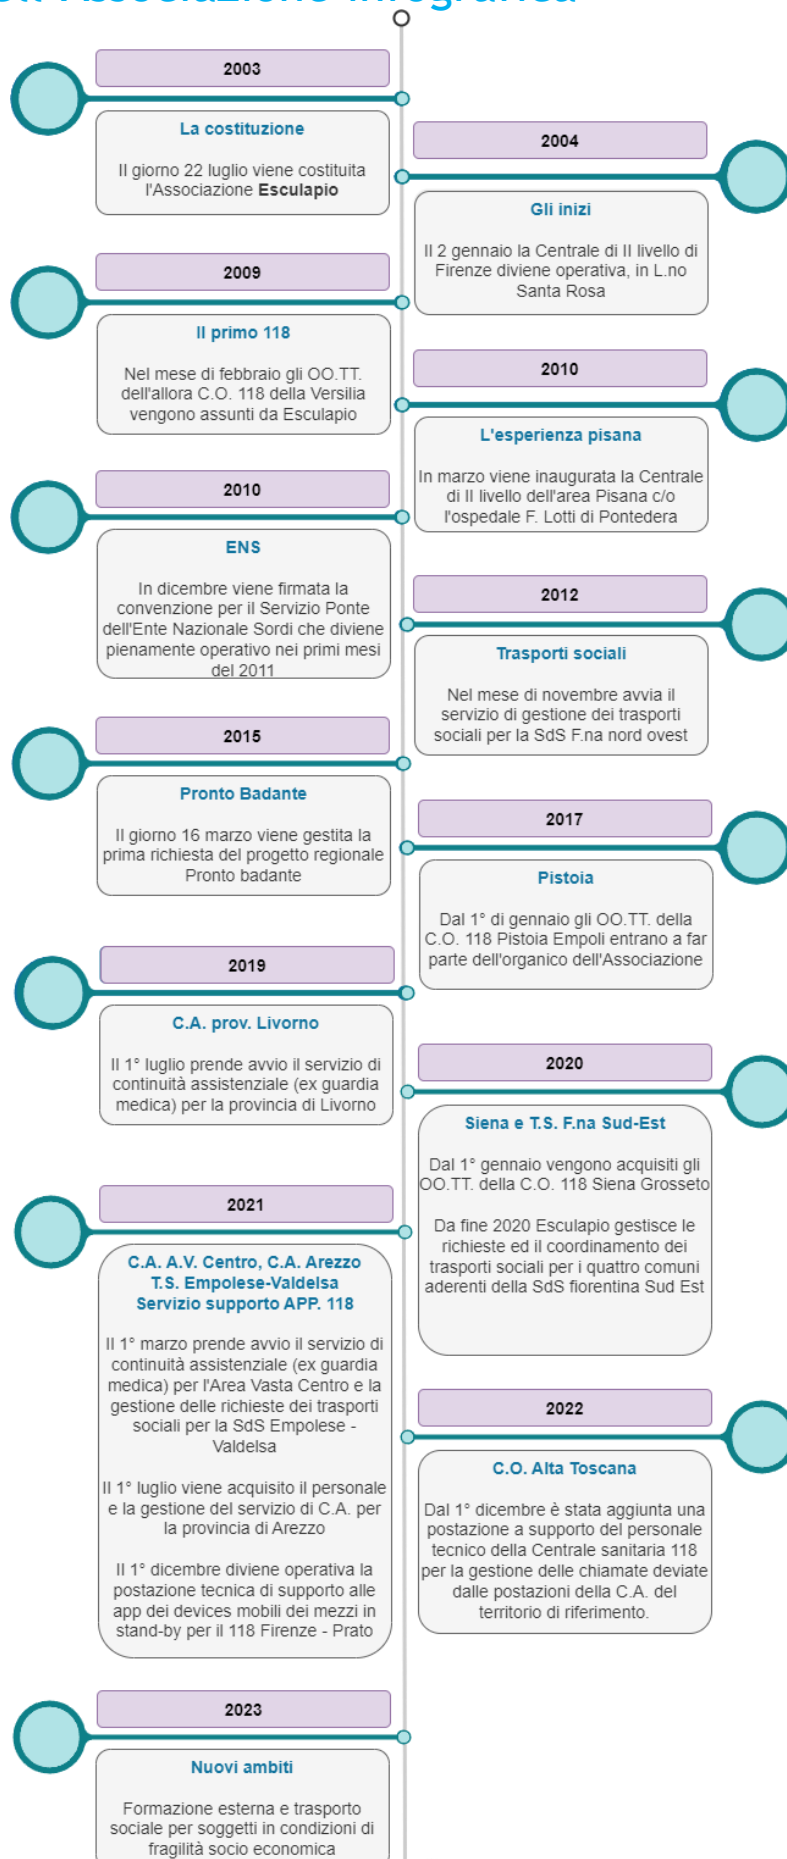 Associazione
2003
La costituzione
Il giorno 22 luglio viene costituita
l'Associazione Esculapio
2004
Gli inizi
Il 2 gennaio la Centrale di II livello di
Firenze diviene operativa, in L.no
Santa Rosa
2009
Il primo 118
Nel mese di febbraio gli OO.TT.
dell'allora C.O. 118 della Versilia
vengono assunti da Esculapio
2010
L'esperienza pisana
In marzo viene inaugurata la Centrale
di II livello dell'area Pisana c/o
l'ospedale F. Lotti di Pontedera
2010
ENS
In dicembre viene firmata la
convenzione per il Servizio Ponte
dell'Ente Nazionale Sordi che diviene
pienamente operativo nei primi mesi
del 2011
2012
Trasporti sociali
Nel mese di novembre avvia il
servizio di gestione dei trasporti
sociali per la SdS F.na nord ovest
2015
Pronto Badante
Il giorno 16 marzo viene gestita la
prima richiesta del progetto regionale
Pronto badante
2017
Pistoia
Dal 1° di gennaio gli OO.TT. della
C.O. 118 Pistoia Empoli entrano a far
parte dell'organico dell'Associazione
2019
C.A. prov. Livorno
Il 1° luglio prende avvio il servizio di
continuità assistenziale (ex guardia
medica) per la provincia di Livorno
2020
Siena e T.S. F.na Sud-Est
Dal 1° gennaio vengono acquisiti gli
OO.TT. della C.O. 118 Siena Grosseto
Da fine 2020 Esculapio gestisce le
richieste ed il coordinamento dei
trasporti sociali per i quattro comuni
aderenti della SdS fiorentina Sud Est
2021
C.A. A.V. Centro, C.A. Arezzo
T.S. Empolese-Valdelsa
Servizio supporto APP. 118
Il 1° marzo prende avvio il servizio di
continuità assistenziale (ex guardia
medica) per l'Area Vasta Centro e la
gestione delle richieste dei trasporti
sociali per la SdS Empolese -
Valdelsa
Il 1° luglio viene acquisito il personale
e la gestione del servizio di C.A. per
la provincia di Arezzo
Il 1° dicembre diviene operativa la
postazione tecnica di supporto alle
app dei devices mobili dei mezzi in
stand-by per il 118 Firenze - Prato
2022
C.O. Alta Toscana
Dal 1° dicembre è stata aggiunta una
postazione a supporto del personale
tecnico della Centrale sanitaria 118
per la gestione delle chiamate deviate
dalle postazioni della C.A. del
territorio di riferimento.
2023
Nuovi ambiti
Formazione esterna e trasporto
sociale per soggetti in condizioni di
fragilità socio economica